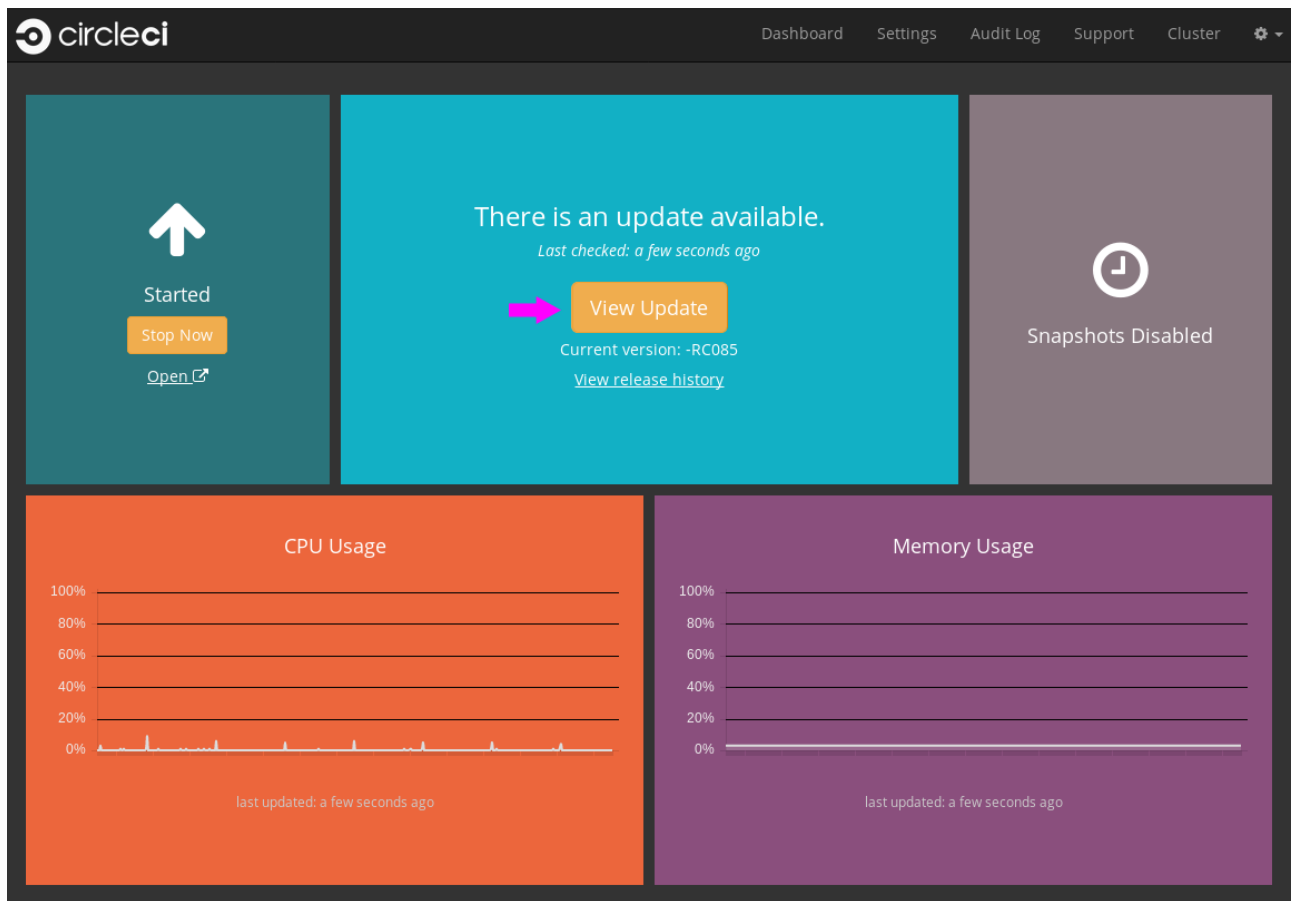 circleci
Dashboard Settings Audit Log Support Cluster
Started
Stop Now
Open
There is an update available.
Last checked: a few seconds ago
View Update
Current version: -RC085
View release history
Snapshots Disabled
CPU Usage
100%
80%
60%
40%
20%
0%
last updated: a few seconds ago
Memory Usage
100%
80%
60%
40%
20%
0%
last updated: a few seconds ago